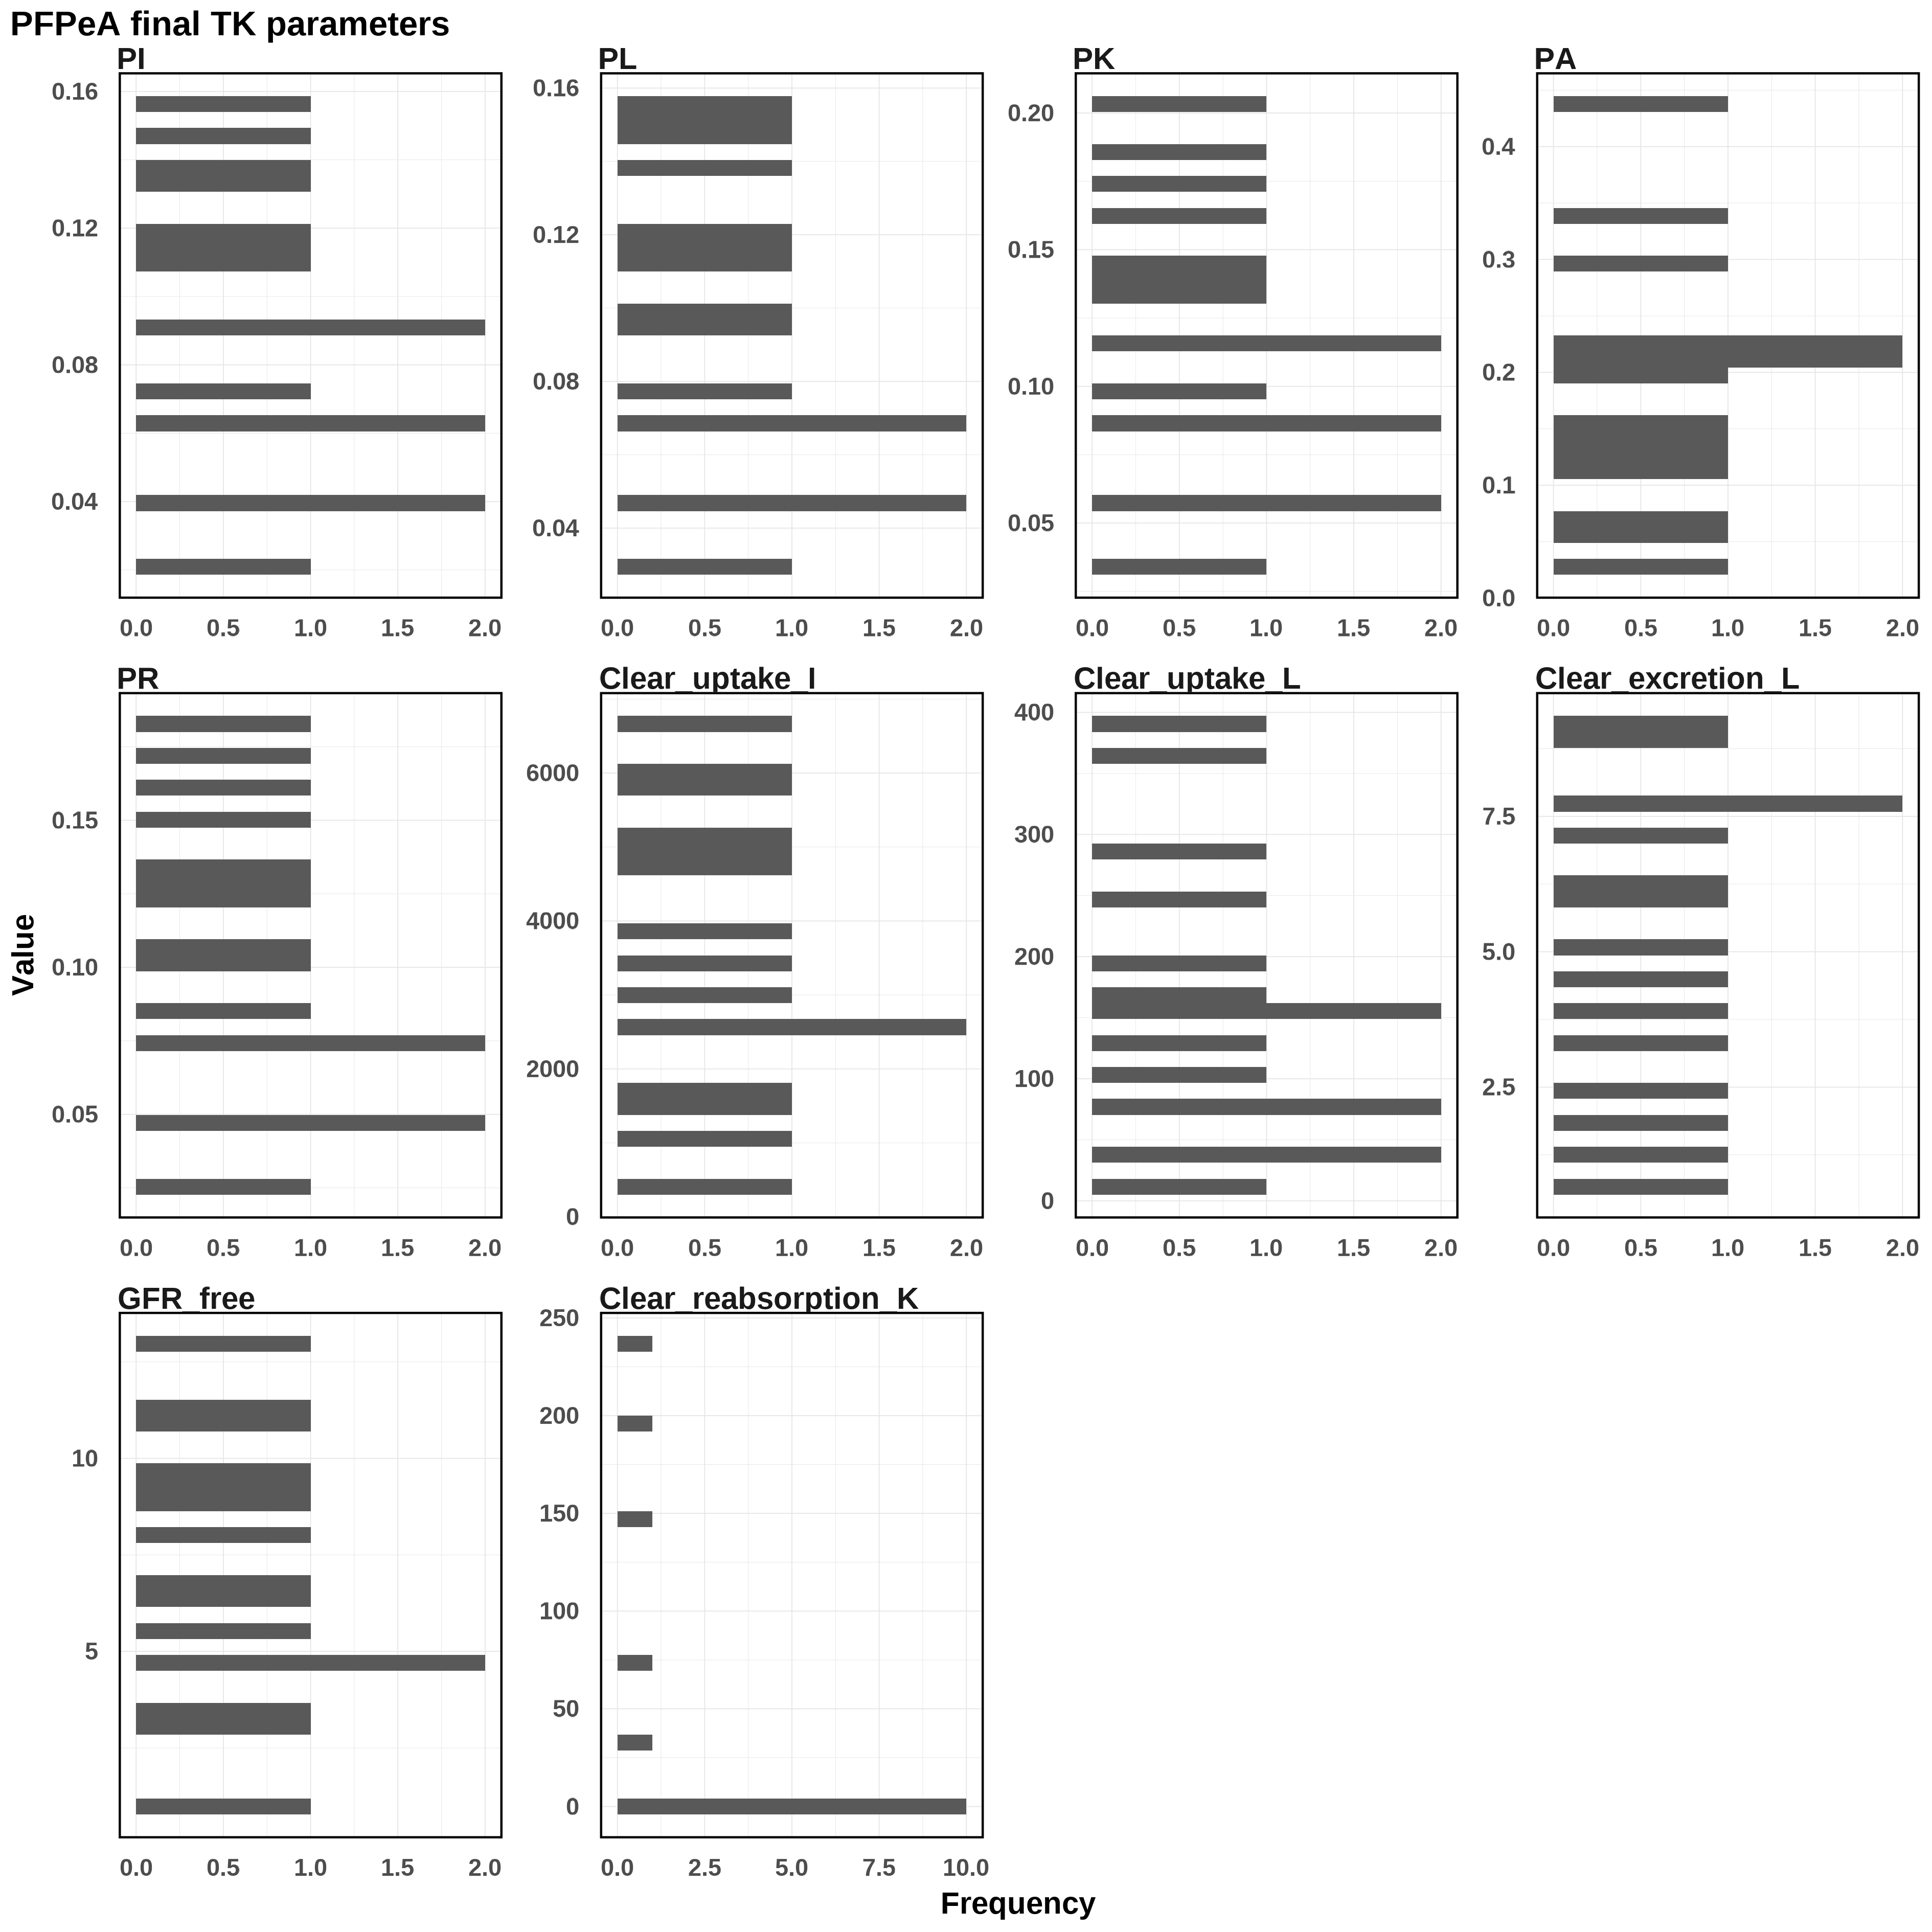 PFPeA final TK parameters
PI
PL
PK
PA
0.16
0.12
0.08
0.04
0.16
0.12
0.08
0.04
0.20
0.15
0.10
0.05
0.4
0.3
0.2
0.1
0.0
0.0 0.5 1.0 1.5 2.0
0.0 0.5 1.0 1.5 2.0
0.0 0.5 1.0 1.5 2.0
0.0 0.5 1.0 1.5 2.0
PR
Clear_uptake_I
Clear_uptake_L
Clear_excretion_L
Value
0.15
0.10
0.05
6000
4000
2000
0
400
300
200
100
0
7.5
5.0
2.5
0.0 0.5 1.0 1.5 2.0
0.0 0.5 1.0 1.5 2.0
0.0 0.5 1.0 1.5 2.0
0.0 0.5 1.0 1.5 2.0
GFR_free
Clear_reabsorption_K
10
5
250
200
150
100
50
0
0.0 0.5 1.0 1.5 2.0
0.0 2.5 5.0 7.5 10.0
Frequency